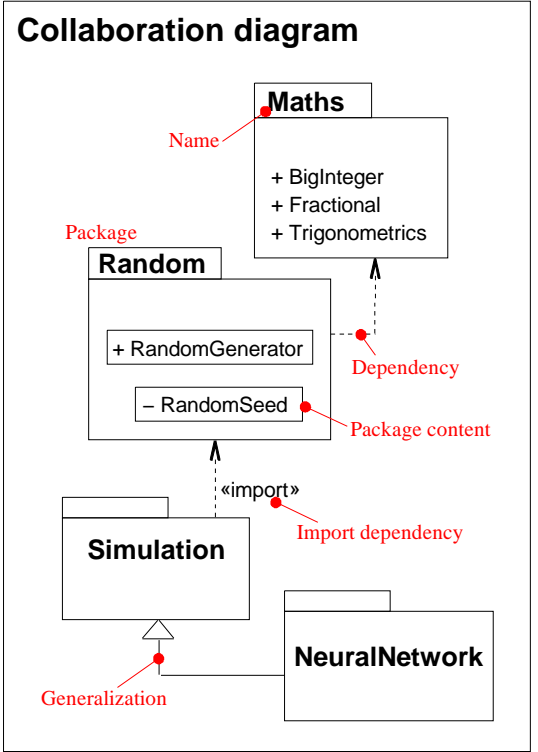 Collaboration diagram
Maths
Name
+ BigInteger
+ Fractional
+ Trigonometrics
Package
Random
+ RandomGenerator
Dependency
– RandomSeed
Package content
«import»
Import dependency
Simulation
NeuralNetwork
Generalization